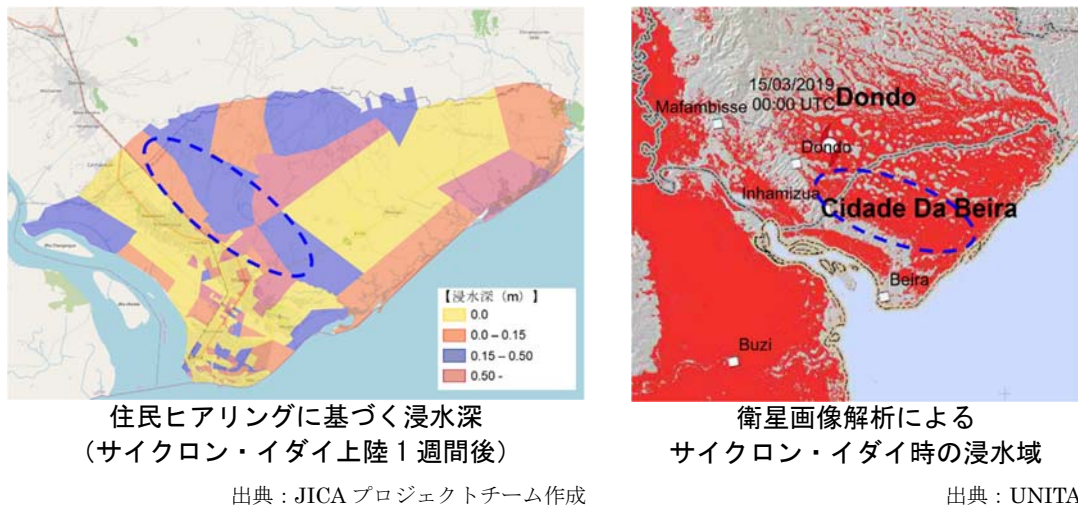 【浸水深（m）】
0.0
0.0 – 0.15
0.15 – 0.50
0.50 -
住民ヒアリングに基づく浸水深
（サイクロン・イダイ上陸１週間後）
出典：JICA プロジェクトチーム作成
15/03/2019
00:00 UTC
Dondo
Mafambisse
Dondo
Inhamizua
Cidade Da Beira
Beira
Buzi
衛星画像解析による
サイクロン・イダイ時の浸水域
出典：UNITA